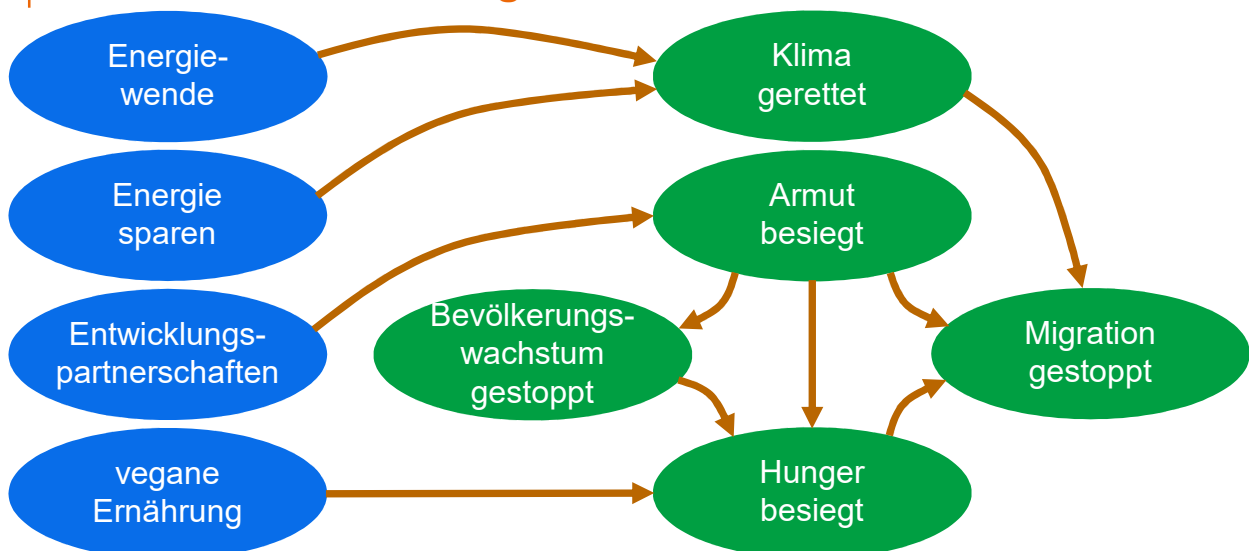 Energie-
wende
Klima
gerettet
Energie
sparen
Armut
besiegt
Entwicklungs-
partnerschaften
Bevölkerungs-
wachstum
gestoppt
Migration
gestoppt
vegane
Ernährung
Hunger
besiegt